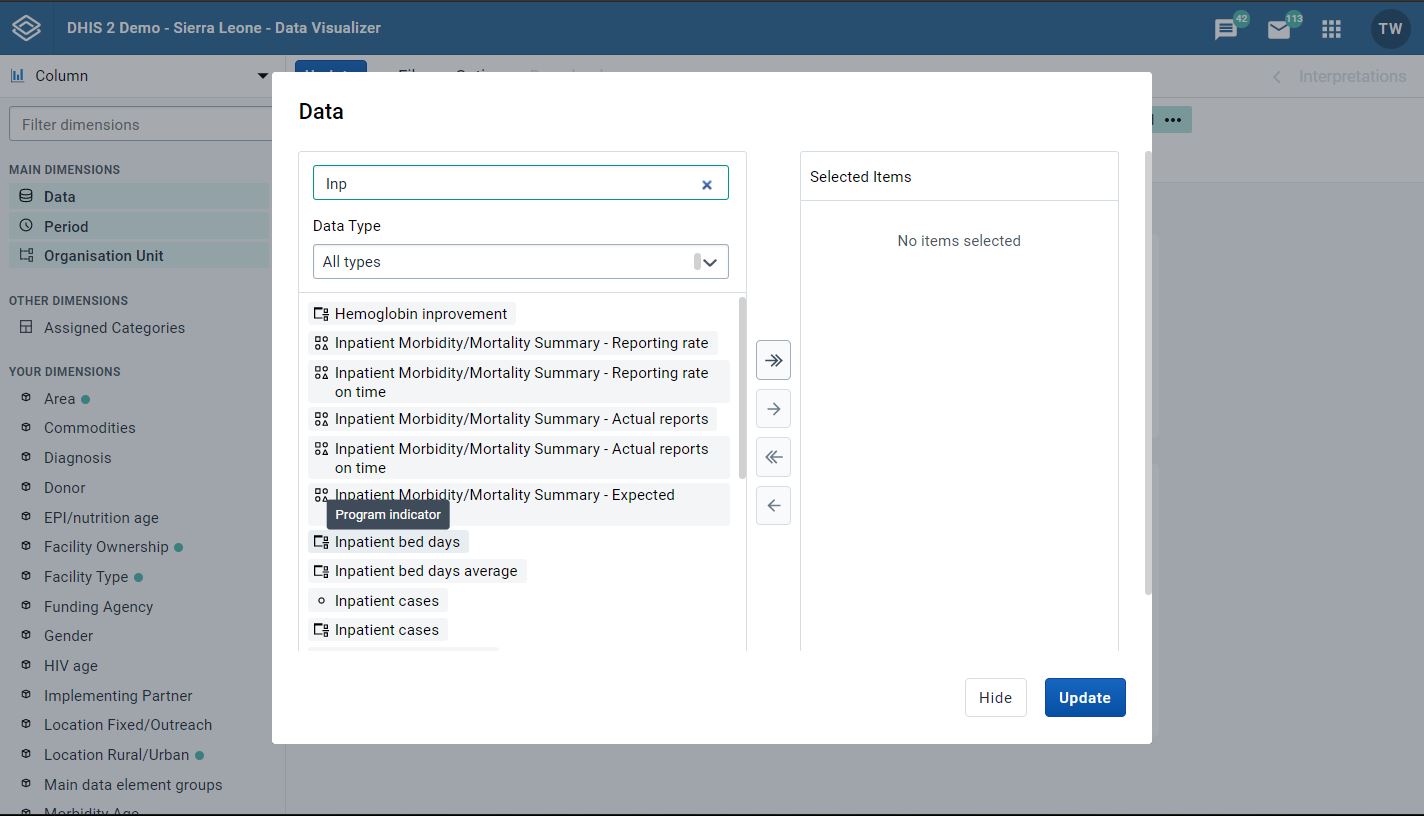 DHIS 2 Demo - Sierra Leone - Data Visualizer
42
113
TW
Column
Interpretations
Filter dimensions
MAIN DIMENSIONS
Data
Period
Organisation Unit
OTHER DIMENSIONS
Assigned Categories
YOUR DIMENSIONS
Area
Commodities
Diagnosis
Donor
EPI/nutrition age
Facility Ownership
Facility Type
Funding Agency
Gender
HIV age
Implementing Partner
Location Fixed/Outreach
Location Rural/Urban
Main data element groups
Morbidity Age
Data
Inp
Data Type
All types
Hemoglobin inprovement
Inpatient Morbidity/Mortality Summary - Reporting rate
Inpatient Morbidity/Mortality Summary - Reporting rate
on time
Inpatient Morbidity/Mortality Summary - Actual reports
Inpatient Morbidity/Mortality Summary - Actual reports
on time
Inpatient Morbidity/Mortality Summary - Expected
Program indicator
Inpatient bed days
Inpatient bed days average
Inpatient cases
Inpatient cases
Selected Items
No items selected
Hide
Update